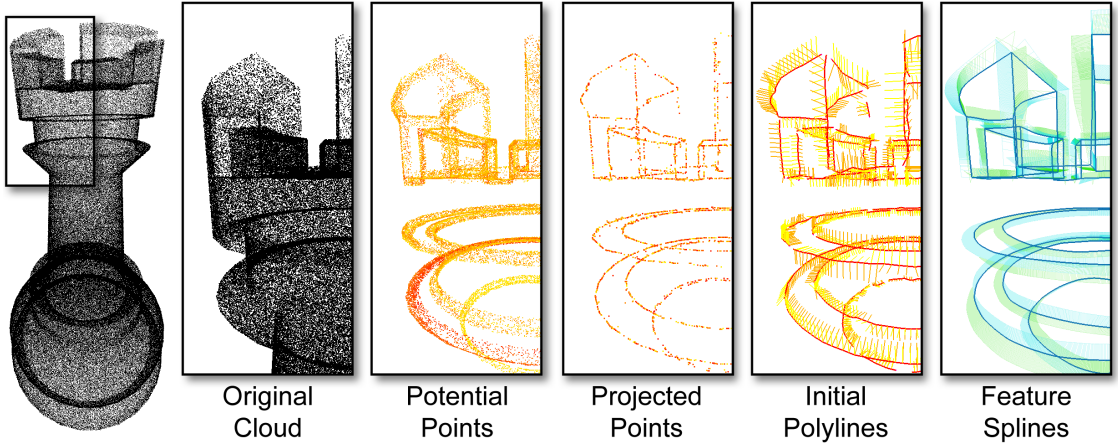 Original
Cloud
Potential
Points
Projected
Points
Initial
Polylines
Feature
Splines